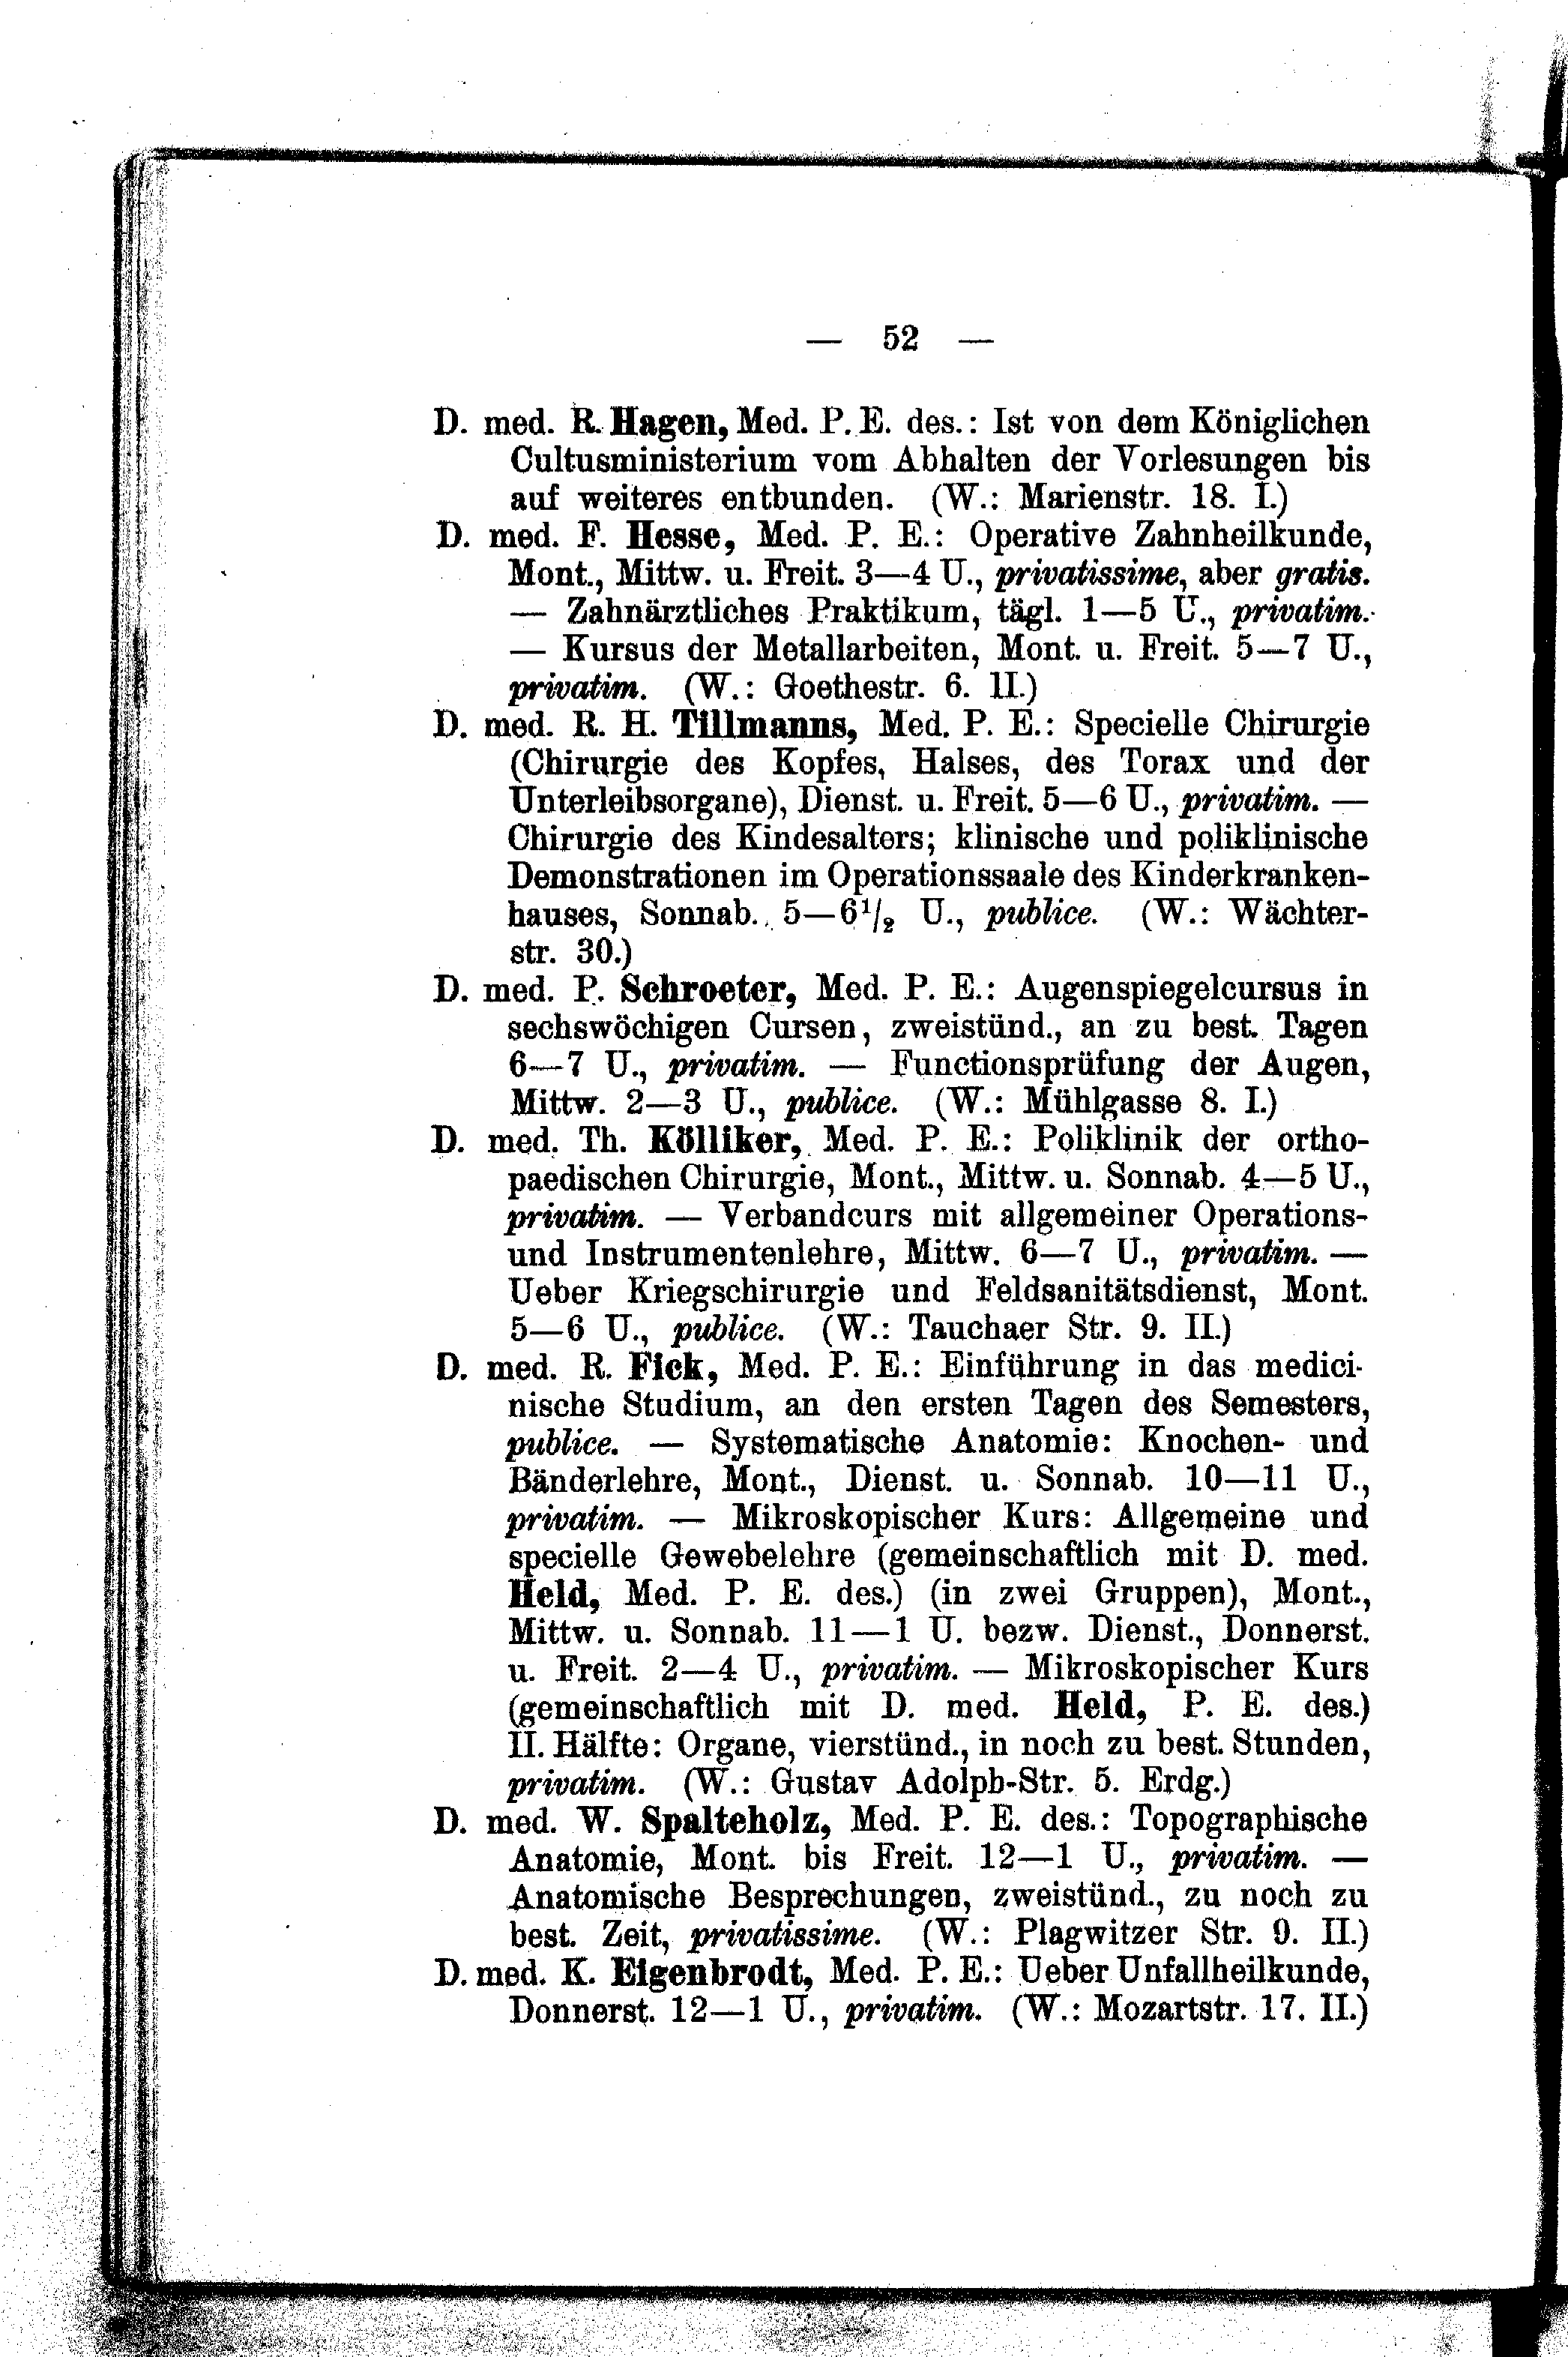 — 52 —
D. med. R. Hagen, Med. P. E. des.: Ist von dem Königlichen
Cultusministerium vom Abhalten der Vorlesungen bis
auf weiteres entbunden. (W.: Marienstr. 18. I.)
D. med. F. Hesse, Med. P. E.: Operative Zahnheilkunde,
Mont., Mittw. u. Freit. 3—4 U., privatissime, aber gratis.
— Zahnärztliches Praktikum, tägl. 1—5 U., privatim.
— Kursus der Metallarbeiten, Mont. u. Freit. 5—7 U.,
privatim. (W.: Goethestr. 6. II.)
D. med. R. H. Tillmanns, Med. P. E.: Specielle Chirurgie
(Chirurgie des Kopfes, Halses, des Torax und der
Unterleibsorgane), Dienst. u. Freit. 5—6 U., privatim. —
Chirurgie des Kindesalters; klinische und poliklinische
Demonstrationen im Operationssaale des Kinderkranken-
hauses, Sonnab. 5—6½ U., publice. (W.: Wächter-
str. 30.)
D. med. P. Schroeter, Med. P. E.: Augenspiegelcursus in
sechswöchigen Cursen, zweistünd., an zu best. Tagen
6—7 U., privatim. — Functionsprüfung der Augen,
Mittw. 2—3 U., publice. (W.: Mühlgasse 8. I.)
D. med. Th. Kölliker, Med. P. E.: Poliklinik der ortho-
paedischen Chirurgie, Mont., Mittw. u. Sonnab. 4—5 U.,
privatim. — Verbandcurs mit allgemeiner Operations-
und Instrumentenlehre, Mittw. 6—7 U., privatim. —
Ueber Kriegschirurgie und Feldsanitätsdienst, Mont.
5—6 U., publice. (W.: Tauchaer Str. 9. II.)
D. med. R. Fick, Med. P. E.: Einführung in das medici-
nische Studium, an den ersten Tagen des Semesters,
publice. — Systematische Anatomie: Knochen- und
Bänderlehre, Mont., Dienst. u. Sonnab. 10—11 U.,
privatim. — Mikroskopischer Kurs: Allgemeine und
specielle Gewebelehre (gemeinschaftlich mit D. med.
Held, Med. P. E. des.) (in zwei Gruppen), Mont.,
Mittw. u. Sonnab. 11—1 U. bezw. Dienst., Donnerst.
u. Freit. 2—4 U., privatim. — Mikroskopischer Kurs
(gemeinschaftlich mit D. med. Held, P. E. des.)
II. Hälfte: Organe, vierstünd., in noch zu best. Stunden,
privatim. (W.: Gustav Adolph-Str. 5. Erdg.)
D. med. W. Spalteholz, Med. P. E. des.: Topographische
Anatomie, Mont. bis Freit. 12—1 U., privatim. —
Anatomische Besprechungen, zweistünd., zu noch zu
best. Zeit, privatissime. (W.: Plagwitzer Str. 9. II.)
D. med. K. Eigenbrodt, Med. P. E.: Ueber Unfallheilkunde,
Donnerst. 12—1 U., privatim. (W.: Mozartstr. 17. II.)